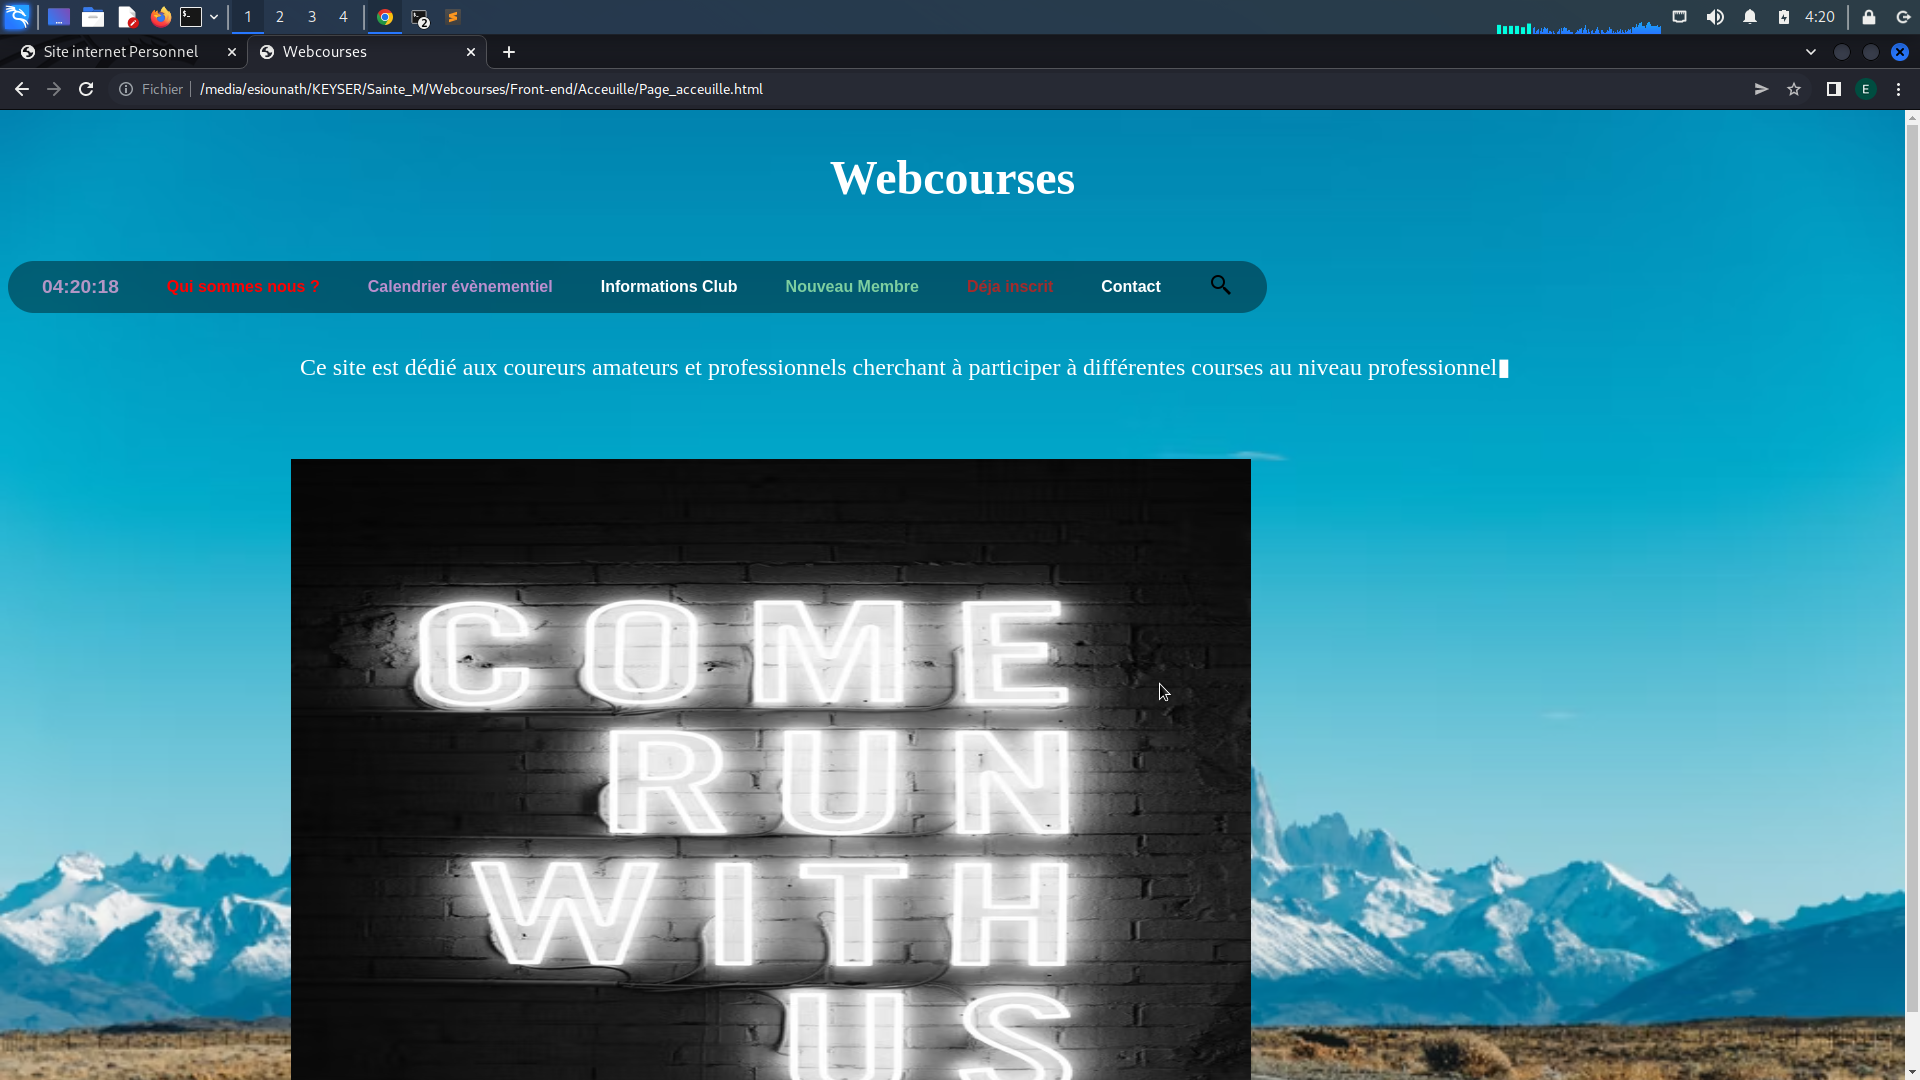 1 2 3 4 2 4:20
Site internet Personnel Webcourses
Fichier /media/esiounath/KEYSER/Sainte_M/Webcourses/Front-end/Acceuille/Page_acceuille.html E
Webcourses
04:20:18 Qui sommes nous ? Calendrier évènementiel Informations Club Nouveau Membre Déja inscrit Contact
Ce site est dédié aux coureurs amateurs et professionnels cherchant à participer à différentes courses au niveau professionnel
COME
RUN
WITH
US